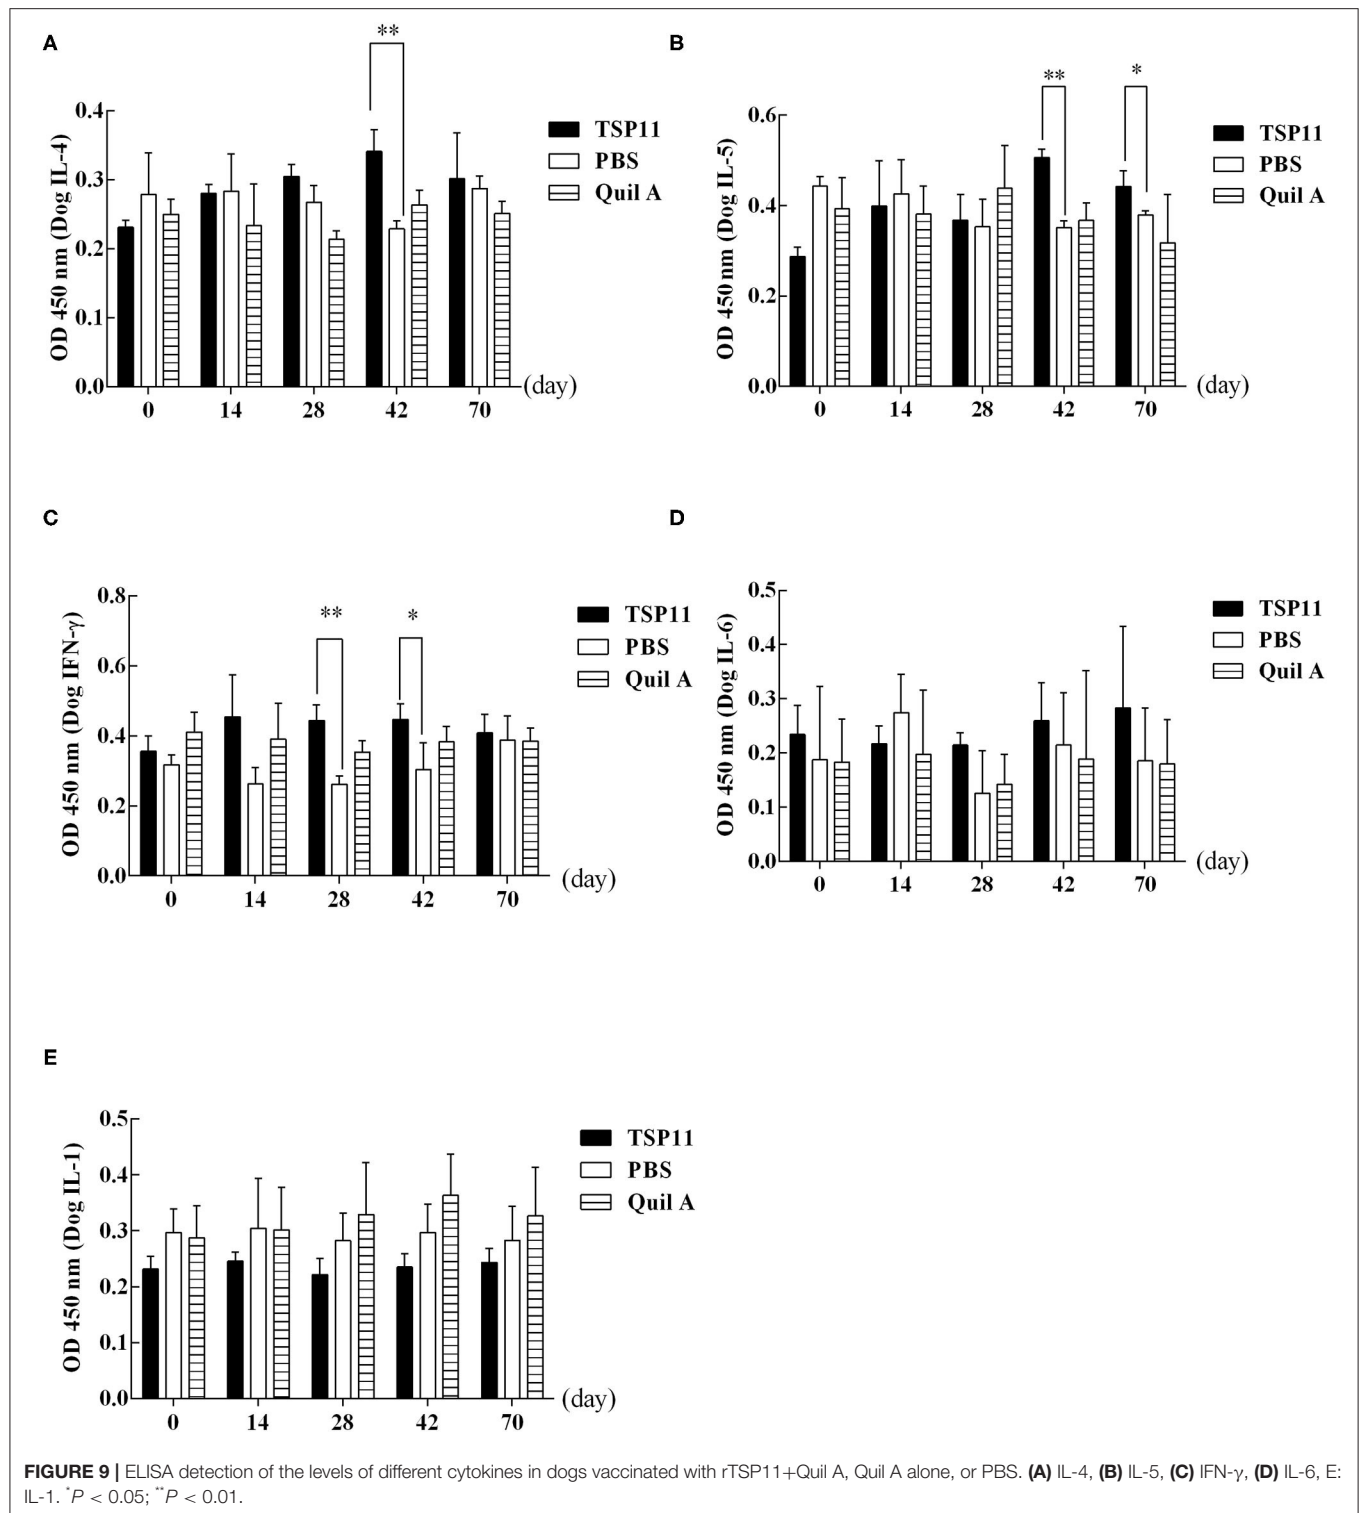 A
**
OD 450 nm (Dog IL-4)
0.4
0.3
0.2
0.1
0.0
0 14 28 42 70
(day)
TSP11
PBS
Quil A
B
** *
OD 450nm (Dog IL-5)
0.6
0.4
0.2
0.0
0 14 28 42 70
(day)
TSP11
PBS
Quil A
C
** *
OD 450 nm (Dog IFN-γ)
0.8
0.6
0.4
0.2
0.0
0 14 28 42 70
(day)
TSP11
PBS
Quil A
D
OD 450 nm (Dog IL-6)
0.5
0.4
0.3
0.2
0.1
0.0
0 14 28 42 70
(day)
TSP11
PBS
Quil A
E
OD 450 nm (Dog IL-1)
0.5
0.4
0.3
0.2
0.1
0.0
0 14 28 42 70
(day)
TSP11
PBS
Quil A
FIGURE 9 | ELISA detection of the levels of different cytokines in dogs vaccinated with rTSP11+Quil A, Quil A alone, or PBS. (A) IL-4, (B) IL-5, (C) IFN-γ, (D) IL-6, E:
IL-1. *P < 0.05; **P < 0.01.